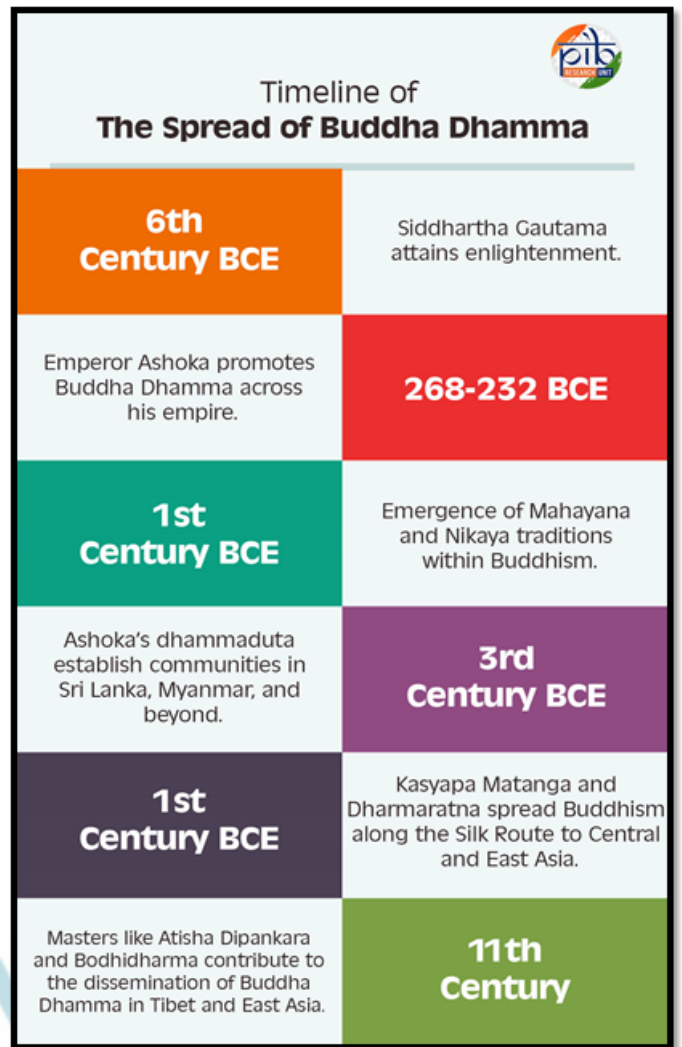 pib
RESEARCH UNIT
Timeline of
The Spread of Buddha Dhamma
6th
Century BCE
Siddhartha Gautama
attains enlightenment.
Emperor Ashoka promotes
Buddha Dhamma across
his empire.
268-232 BCE
1st
Century BCE
Emergence of Mahayana
and Nikaya traditions
within Buddhism.
Ashoka’s dhammaduta
establish communities in
Sri Lanka, Myanmar, and
beyond.
3rd
Century BCE
1st
Century BCE
Kasyapa Matanga and
Dharmaratna spread Buddhism
along the Silk Route to Central
and East Asia.
Masters like Atisha Dipankara
and Bodhidharma contribute to
the dissemination of Buddha
Dhamma in Tibet and East Asia.
11th
Century